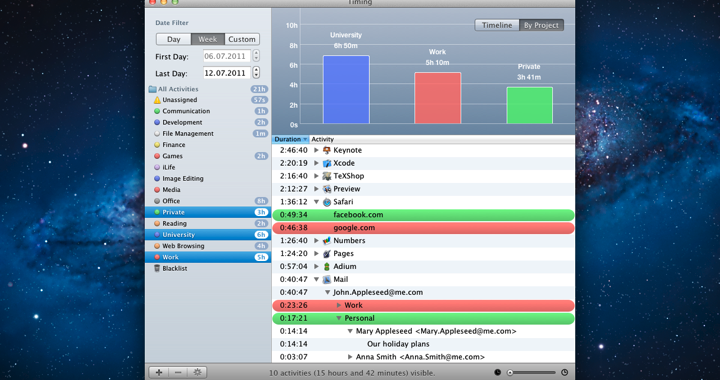 Timing
Date Filter
Day Week Custom
First Day: 06.07.2011
Last Day: 12.07.2011
All Activities 21h
Unassigned 57s
Communication 1h
Development 2h
File Management 1m
Finance
Games 2h
iLife
Image Editing
Media
Office 8h
Private 3h
Reading 2h
University 6h
Web Browsing 4h
Work 5h
Blacklist
Timeline By Project
10h
8h
6h
4h
2h
0s
University
6h 50m
Work
5h 10m
Private
3h 41m
Duration Activity
2:46:40 Keynote
2:20:19 Xcode
2:16:40 TeXShop
2:12:27 Preview
1:36:12 Safari
0:49:34 facebook.com
0:46:38 google.com
1:26:40 Numbers
1:24:20 Pages
0:57:04 Adium
0:40:47 Mail
0:40:47 John.Appleseed@me.com
0:23:26 Work
0:17:21 Personal
0:14:14 Mary Appleseed <Mary.Appleseed@me.com>
0:14:14 Our holiday plans
0:03:07 Anna Smith <Anna.Smith@me.com>
10 activities (15 hours and 42 minutes) visible.